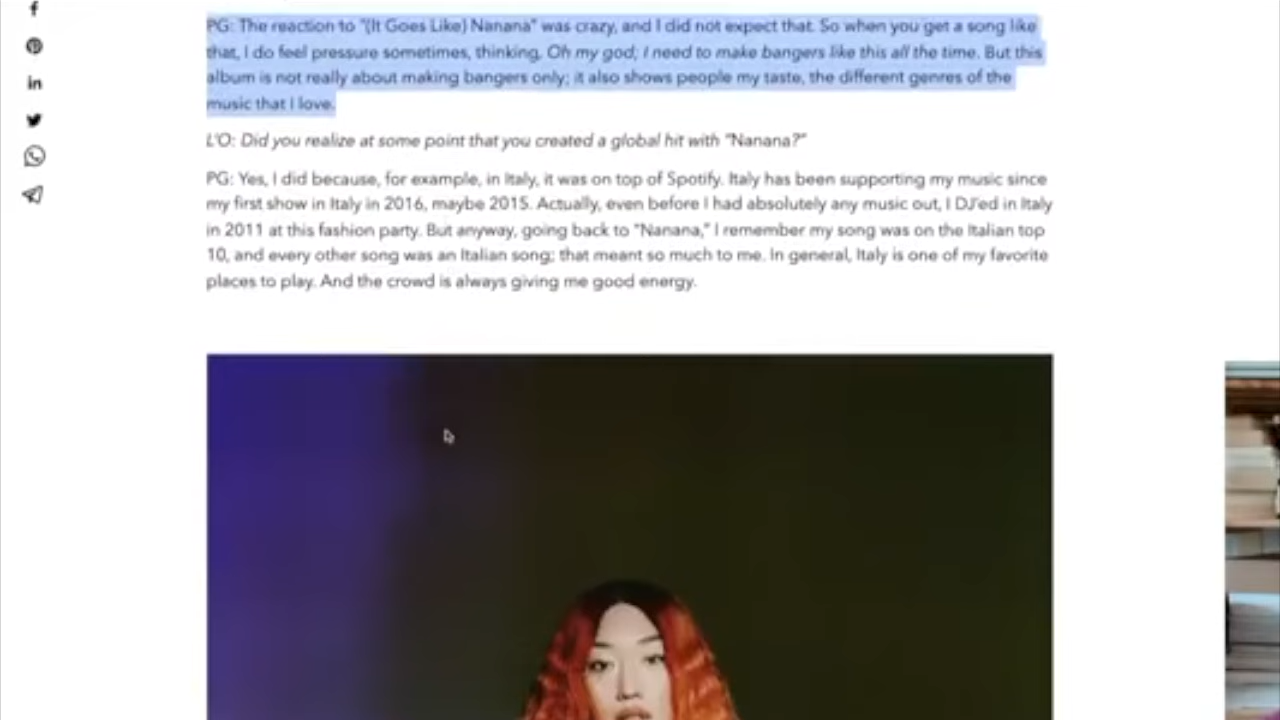 PG: The reaction to "(It Goes Like) Nanana" was crazy, and I did not expect that. So when you get a song like
that, I do feel pressure sometimes, thinking, Oh my god; I need to make bangers like this all the time. But this
album is not really about making bangers only; it also shows people my taste, the different genres of the
music that I love.
L'O: Did you realize at some point that you created a global hit with "Nanana?"
PG: Yes, I did because, for example, in Italy, it was on top of Spotify. Italy has been supporting my music since
my first show in Italy in 2016, maybe 2015. Actually, even before I had absolutely any music out, I DJ'ed in Italy
in 2011 at this fashion party. But anyway, going back to "Nanana," I remember my song was on the Italian top
10, and every other song was an Italian song; that meant so much to me. In general, Italy is one of my favorite
places to play. And the crowd is always giving me good energy.